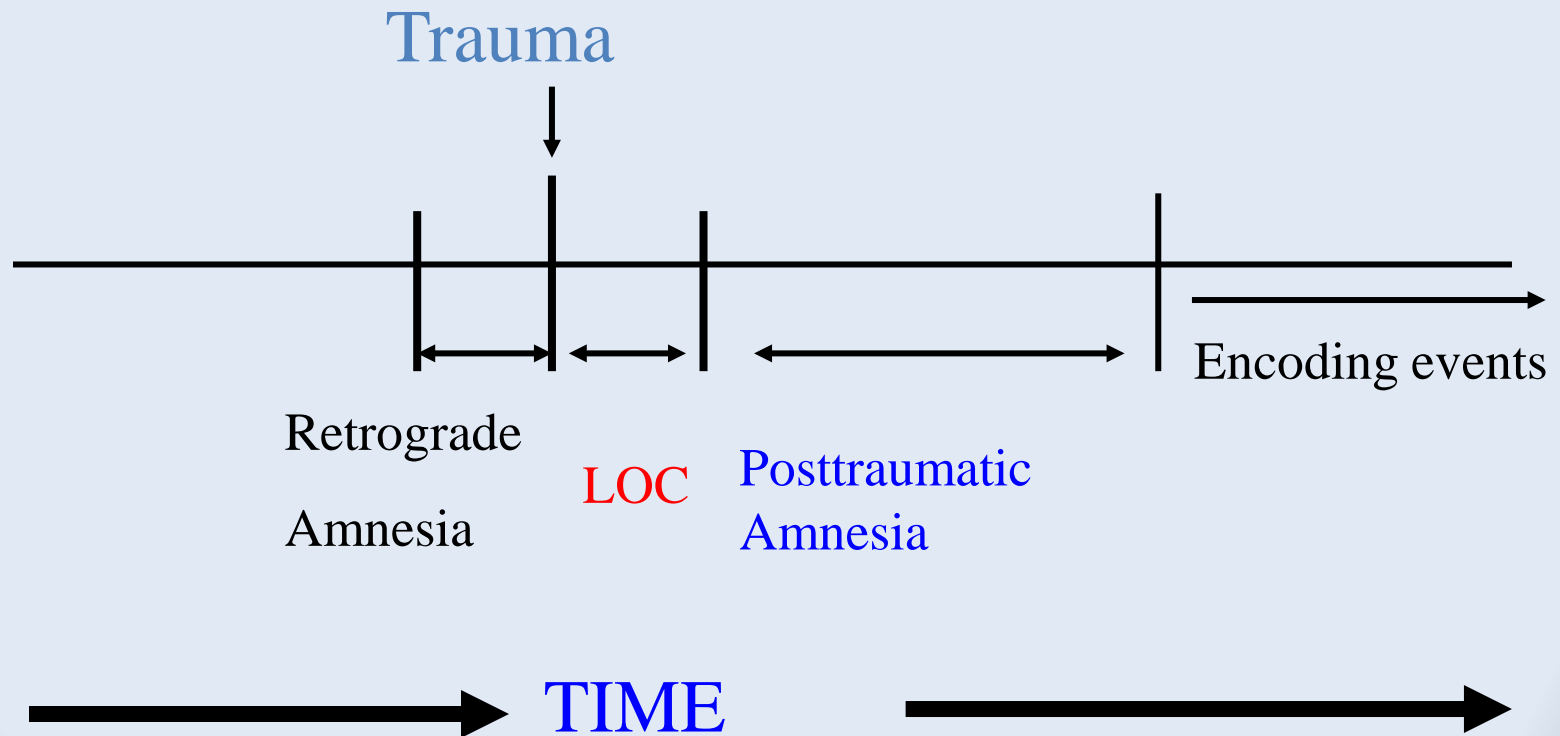 Trauma
Encoding events
Retrograde
Amnesia
LOC
Posttraumatic
Amnesia
TIME